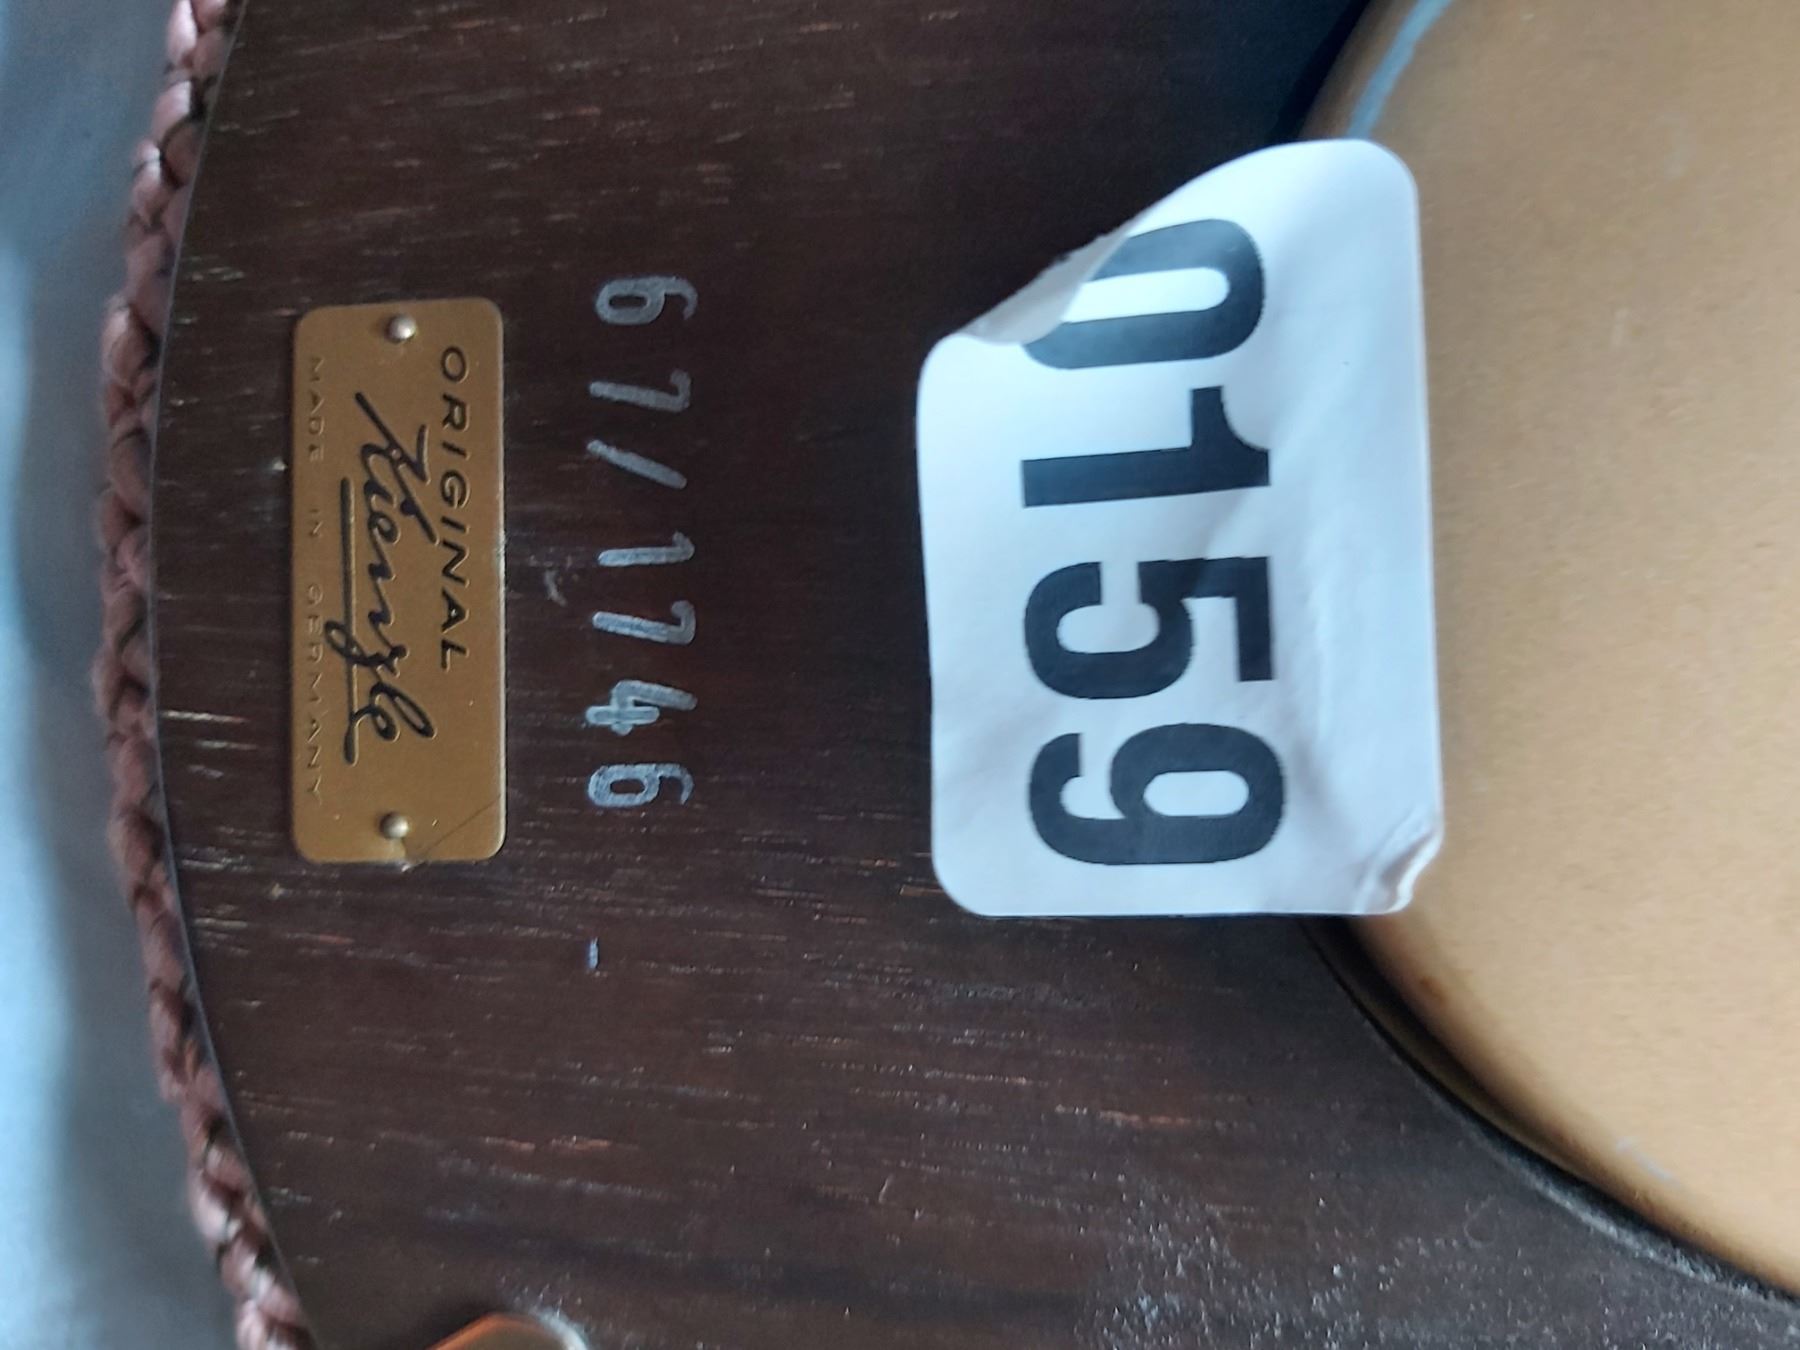 ORIGINAL
Kienzle
MADE IN GERMANY
67/1746
0159